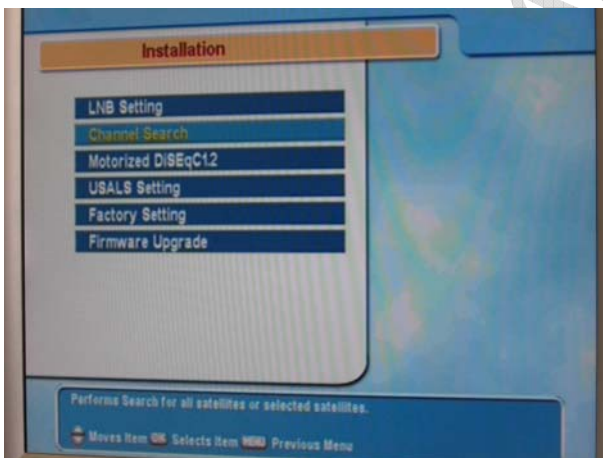 Installation
LNB Setting
Channel Search
Motorized DiSEqC1.2
USALS Setting
Factory Setting
Firmware Upgrade
Performs Search for all satellites or selected satellites.
Moves Item OK Selects Item MENU Previous Menu